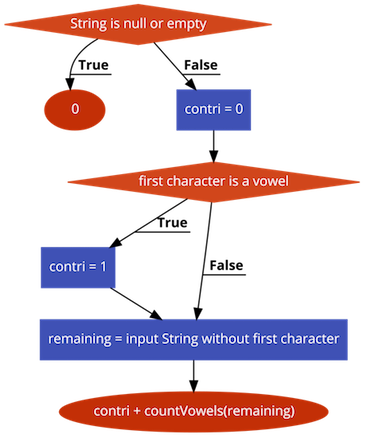 String is null or empty
True
False
0
contri = 0
first character is a vowel
True
contri = 1
False
remaining = input String without first character
contri + countVowels(remaining)